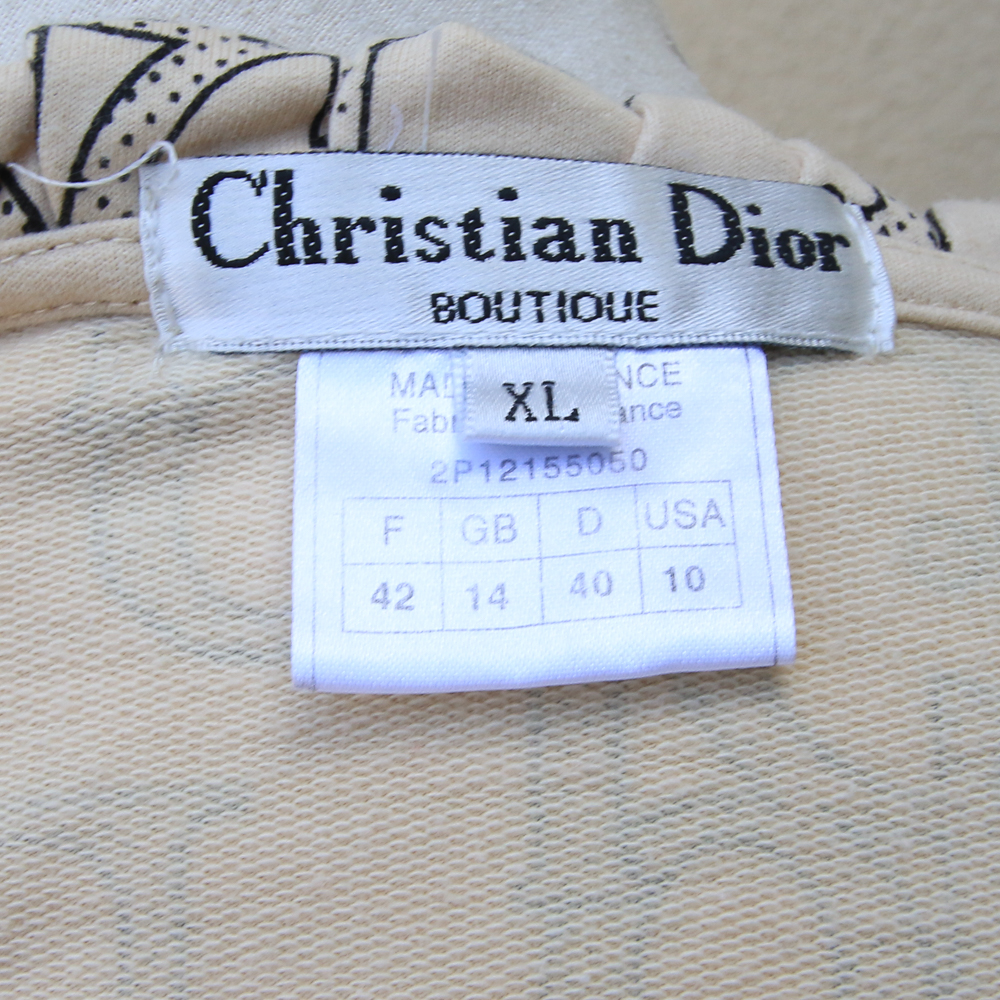 Christian Dior
BOUTIQUE
XL
2P12155050
F GB D USA
42 14 40 10